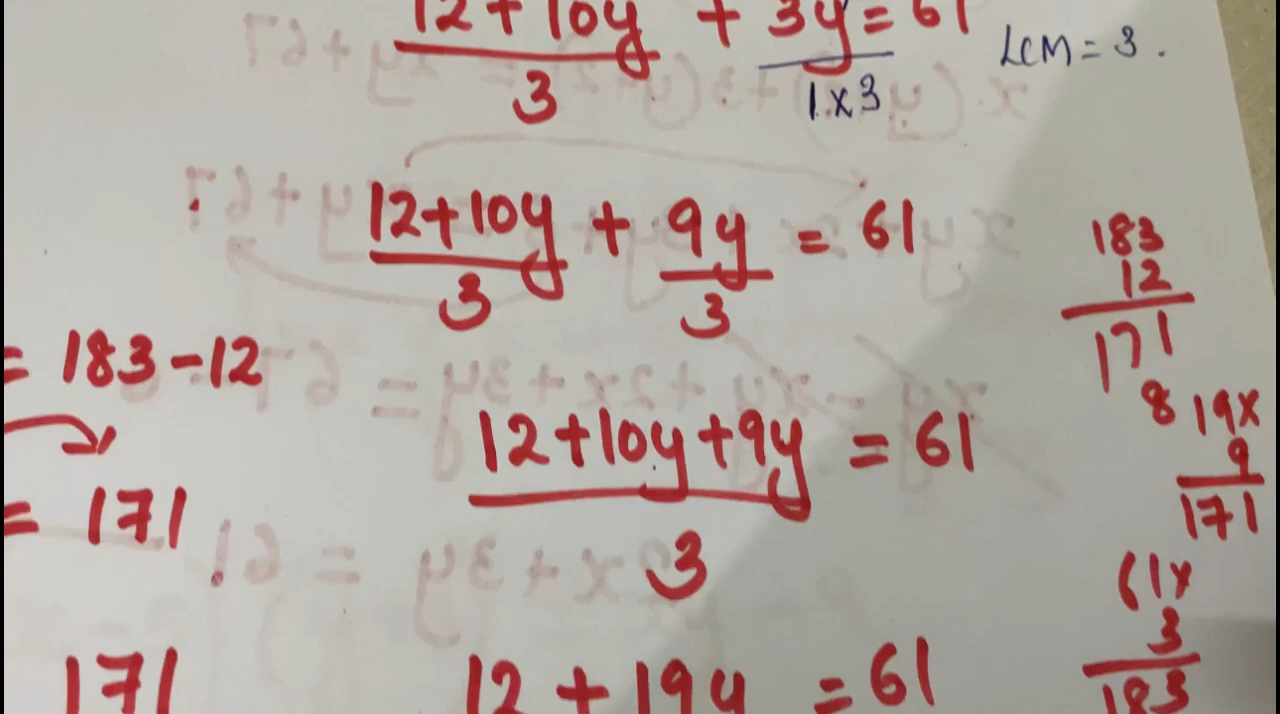 12+10y + 3y = 61
3 1x3
LCM = 3.
12+10y + 9y = 61
3 3
183
12
171
= 183-12
12+10y+9y = 61
3
8 19x
9
171
= 171
61x
3
183
171
12 + 19y = 61